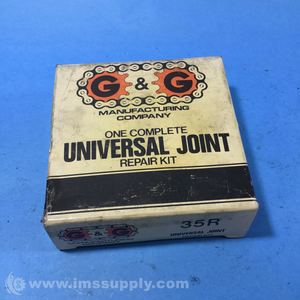 G & G
MANUFACTURING
COMPANY
ONE COMPLETE
UNIVERSAL JOINT
REPAIR KIT
35R
G & G
UNIVERSAL JOINT
© www.imssupply.com